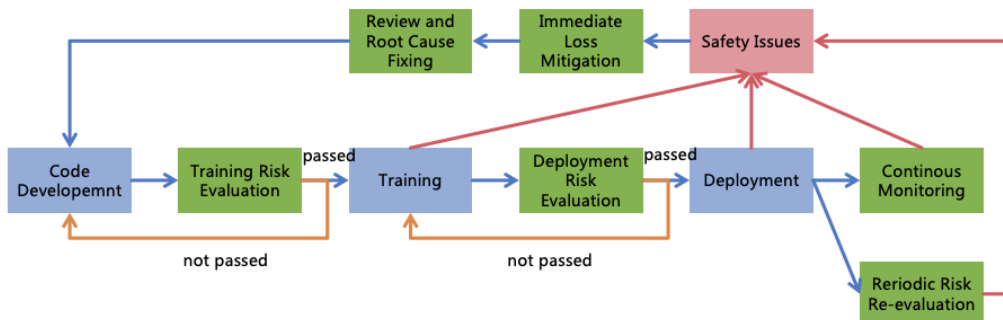 Review and
Root Cause
Fixing
Immediate
Loss
Mitigation
Safety Issues
Code
Developemnt
Training Risk
Evaluation
passed
Training
Deployment
Risk
Evaluation
passed
Deployment
Continous
Monitoring
not passed
not passed
Reriodic Risk
Re-evaluation